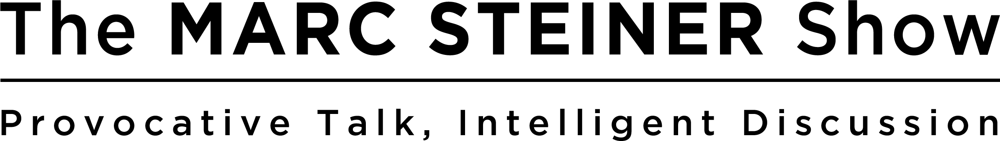 The MARC STEINER Show
Provocative Talk, Intelligent Discussion